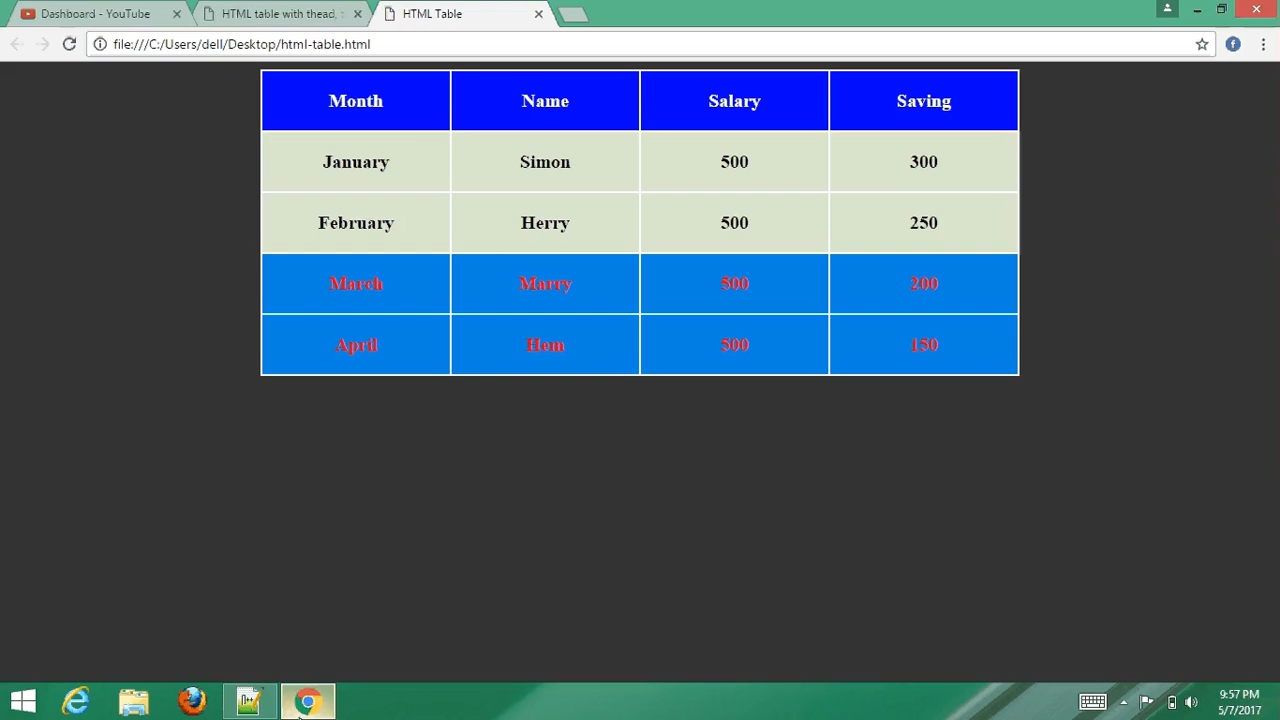 Dashboard - YouTube
HTML table with thead,
HTML Table
file:///C:/Users/dell/Desktop/html-table.html
Month Name Salary Saving
January Simon 500 300
February Herry 500 250
March Marry 500 200
April Hom 500 150
9:57 PM
5/7/2017